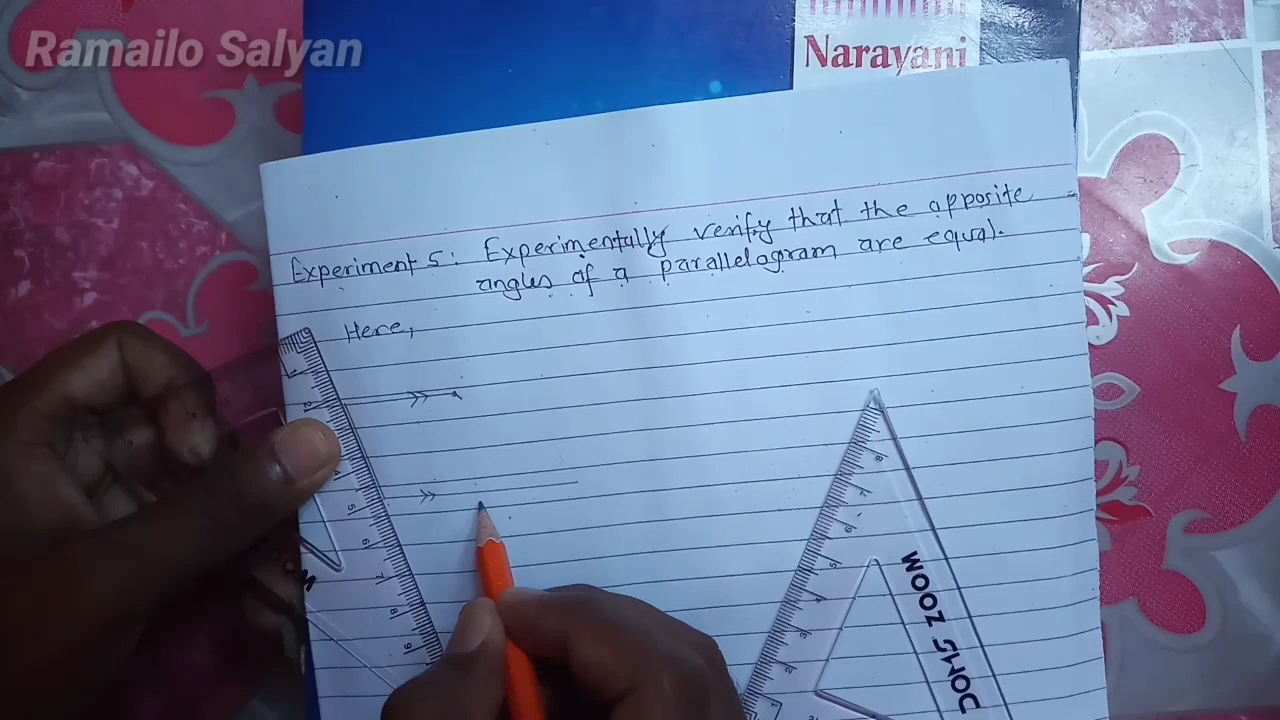 Ramailo Salyan
Narayani
Experiment 5: Experimentally verify that the opposite
angles of a parallelogram are equal.
Here,
DOMS ZOOM